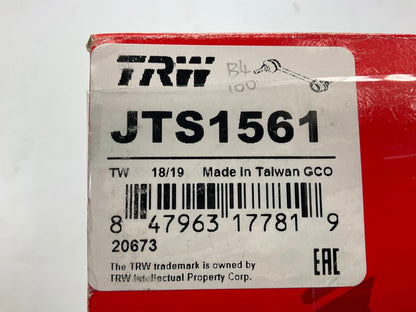 TRW
B4
100
JTS1561
TW 18/19 Made in Taiwan GCO
8 47963 17781 9
20673
The TRW trademark is owned by
TRW Intellectual Property Corp.
EAC